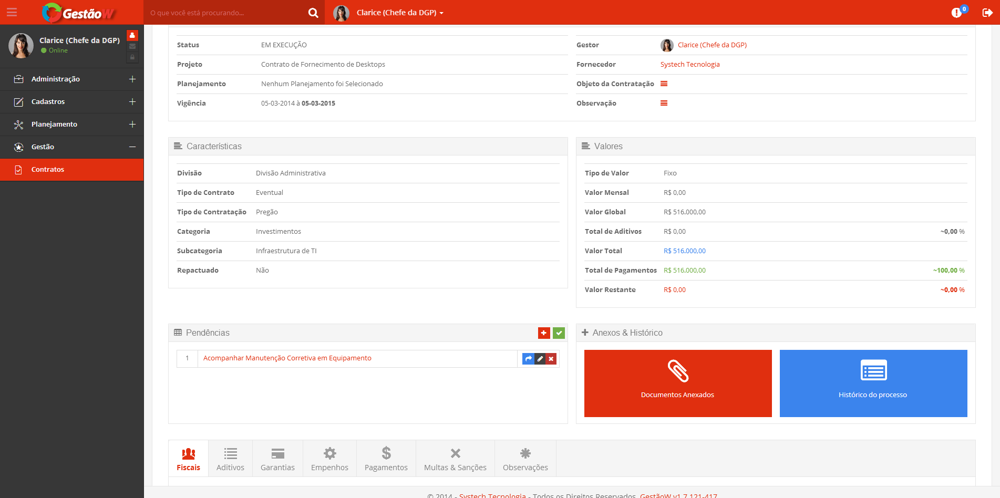 GestãoW
O que você está procurando...
Clarice (Chefe da DGP)
0
Clarice (Chefe da DGP)
Online
Administração
Cadastros
Planejamento
Gestão
Contratos
Status EM EXECUÇÃO
Projeto Contrato de Fornecimento de Desktops
Planejamento Nenhum Planejamento foi Selecionado
Vigência 05-03-2014 à 05-03-2015
Gestor Clarice (Chefe da DGP)
Fornecedor Systech Tecnologia
Objeto da Contratação
Observação
Características
Divisão Divisão Administrativa
Tipo de Contrato Eventual
Tipo de Contratação Pregão
Categoria Investimentos
Subcategoria Infraestrutura de TI
Repactuado Não
Valores
Tipo de Valor Fixo
Valor Mensal R$ 0,00
Valor Global R$ 516.000,00
Total de Aditivos R$ 0,00 ~0,00 %
Valor Total R$ 516.000,00
Total de Pagamentos R$ 516.000,00 ~100,00 %
Valor Restante R$ 0,00 ~0,00 %
Pendências
1 Acompanhar Manutenção Corretiva em Equipamento
Anexos & Histórico
Documentos Anexados
Histórico do processo
Fiscais Aditivos Garantias Empenhos Pagamentos Multas & Sanções Observações
© 2014 - Systech Tecnologia - Todos os Direitos Reservados. GestãoW v1.7.121-417